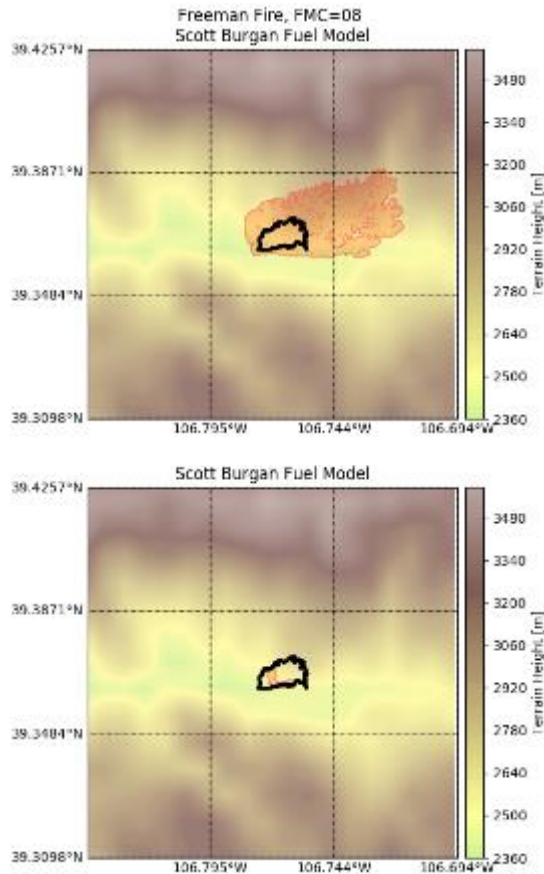 Freeman Fire, FMC=08
Scott Burgan Fuel Model
39.4257°N
39.3871°N
39.3484°N
39.3098°N
106.795°W
106.744°W
106.694°W
3490
3340
3200
3060
2920
2780
2640
2500
2360
Terrain Height [m]
Scott Burgan Fuel Model
39.4257°N
39.3871°N
39.3484°N
39.3098°N
106.795°W
106.744°W
106.694°W
3490
3340
3200
3060
2920
2780
2640
2500
2360
Terrain Height [m]